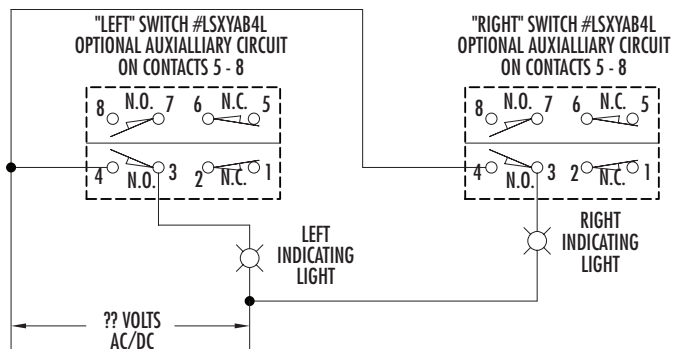 "LEFT" SWITCH #LSXYAB4L
OPTIONAL AUXIALLIARY CIRCUIT
ON CONTACTS 5 - 8
8 N.O. 7 6 N.C. 5
4 N.O. 3 2 N.C. 1
"RIGHT" SWITCH #LSXYAB4L
OPTIONAL AUXIALLIARY CIRCUIT
ON CONTACTS 5 - 8
8 N.O. 7 6 N.C. 5
4 N.O. 3 2 N.C. 1
LEFT
INDICATING
LIGHT
RIGHT
INDICATING
LIGHT
?? VOLTS
AC/DC